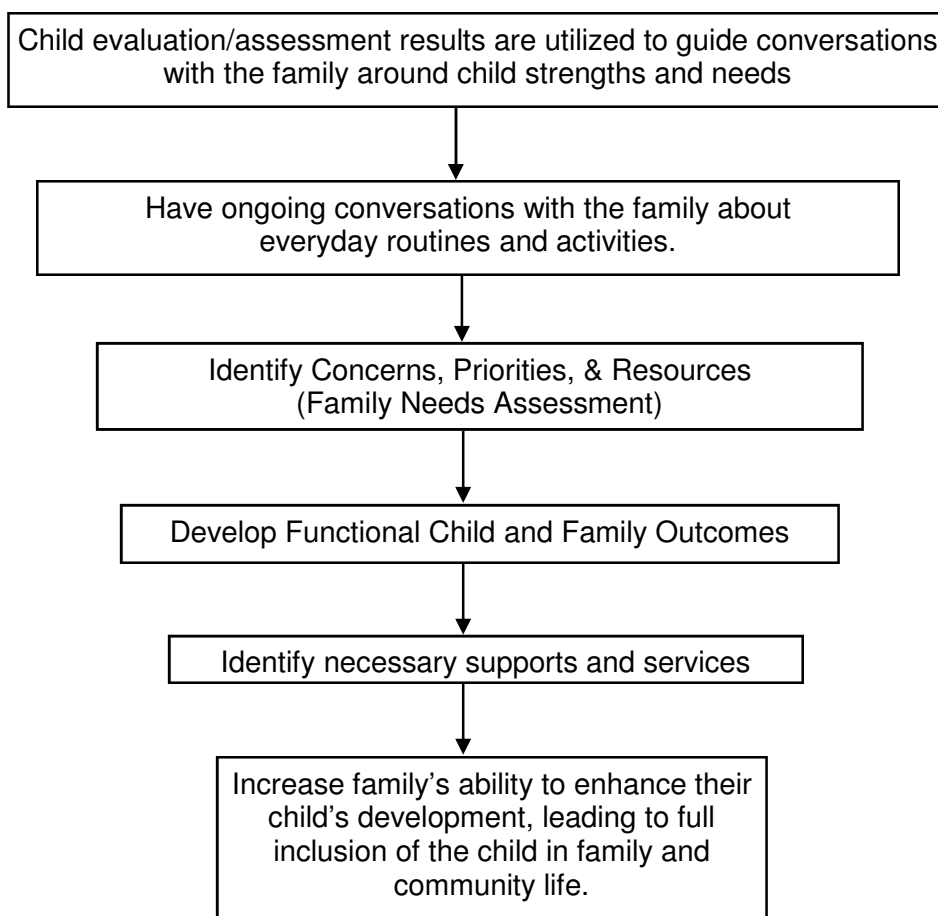 Child evaluation/assessment results are utilized to guide conversations
with the family around child strengths and needs
Have ongoing conversations with the family about
everyday routines and activities.
Identify Concerns, Priorities, & Resources
(Family Needs Assessment)
Develop Functional Child and Family Outcomes
Identify necessary supports and services
Increase family’s ability to enhance their
child’s development, leading to full
inclusion of the child in family and
community life.